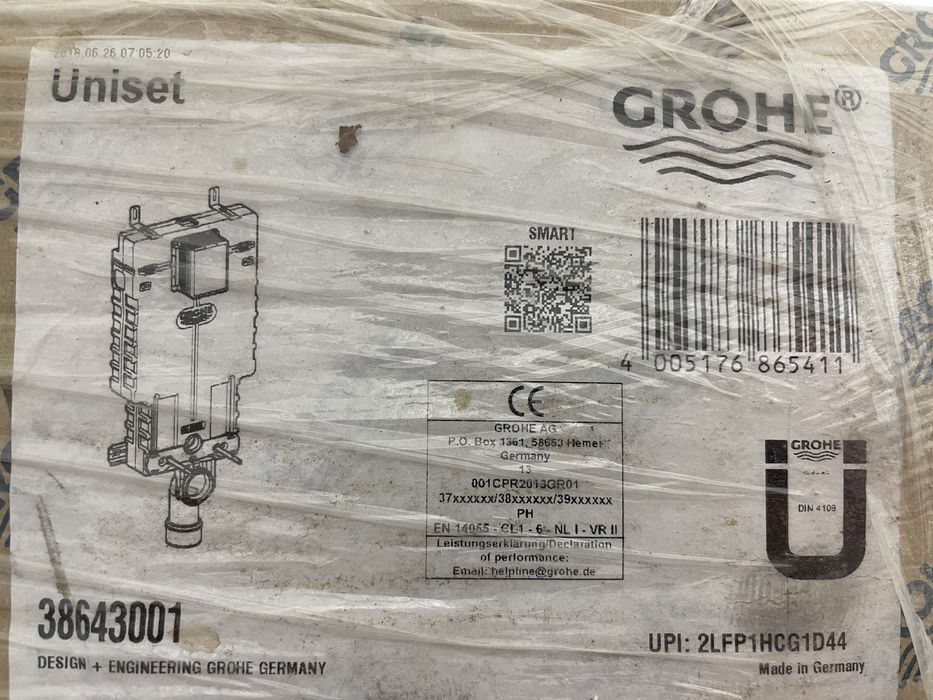 2018.06.26 07:05:20
Uniset
GROHE®
SMART
4 005176 865411
CE
GROHE AG
P.O. Box 1361, 58653 Hemer
Germany
13
001CPR2013GR01
37xxxxxx/38xxxxxx/39xxxxxx
PH
EN 14055 - CL1 - 6 - NL I - VR II
Leistungserklärung/Declaration
of performance:
Email: helpline@grohe.de
GROHE
DIN 4109
38643001
DESIGN + ENGINEERING GROHE GERMANY
UPI: 2LFP1HCG1D44
Made in Germany